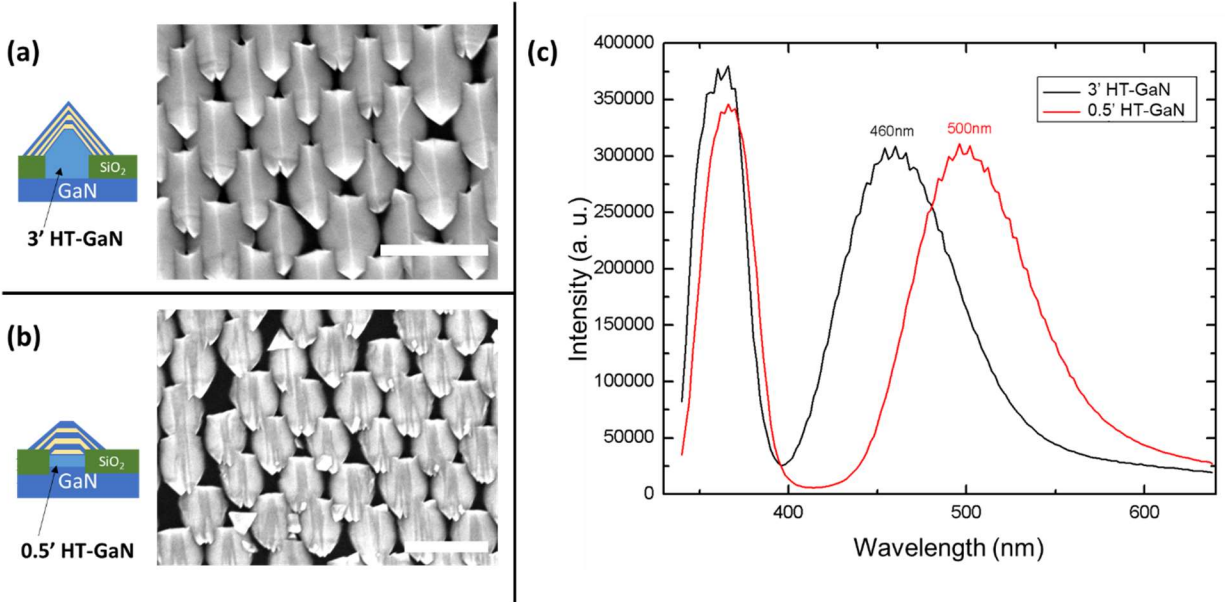 (a)
SiO2
GaN
3' HT-GaN
(b)
SiO2
GaN
0.5' HT-GaN
(c)
400000
350000
300000
250000
200000
150000
100000
50000
0
Intensity (a. u.)
3' HT-GaN
0.5' HT-GaN
460nm
500nm
400
500
600
Wavelength (nm)